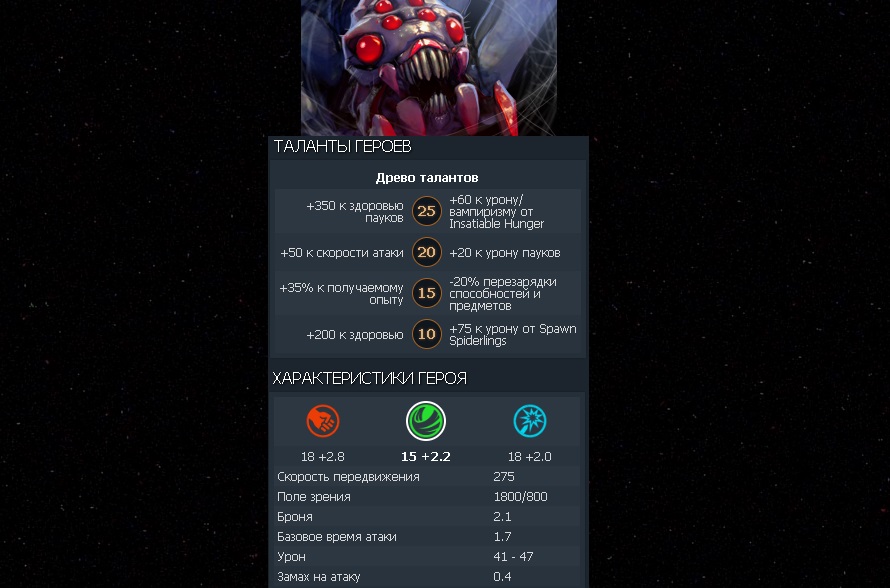 ТАЛАНТЫ ГЕРОЕВ
Древо талантов
+350 к здоровью
пауков
25
+60 к урону/
вампиризму от
Insatiable Hunger
+50 к скорости атаки
20
+20 к урону пауков
+35% к получаемому
опыту
15
-20% перезарядки
способностей и
предметов
+200 к здоровью
10
+75 к урону от Spawn
Spiderlings
ХАРАКТЕРИСТИКИ ГЕРОЯ
18 +2.8 15 +2.2 18 +2.0
Скорость передвижения 275
Поле зрения 1800/800
Броня 2.1
Базовое время атаки 1.7
Урон 41 - 47
Замах на атаку 0.4